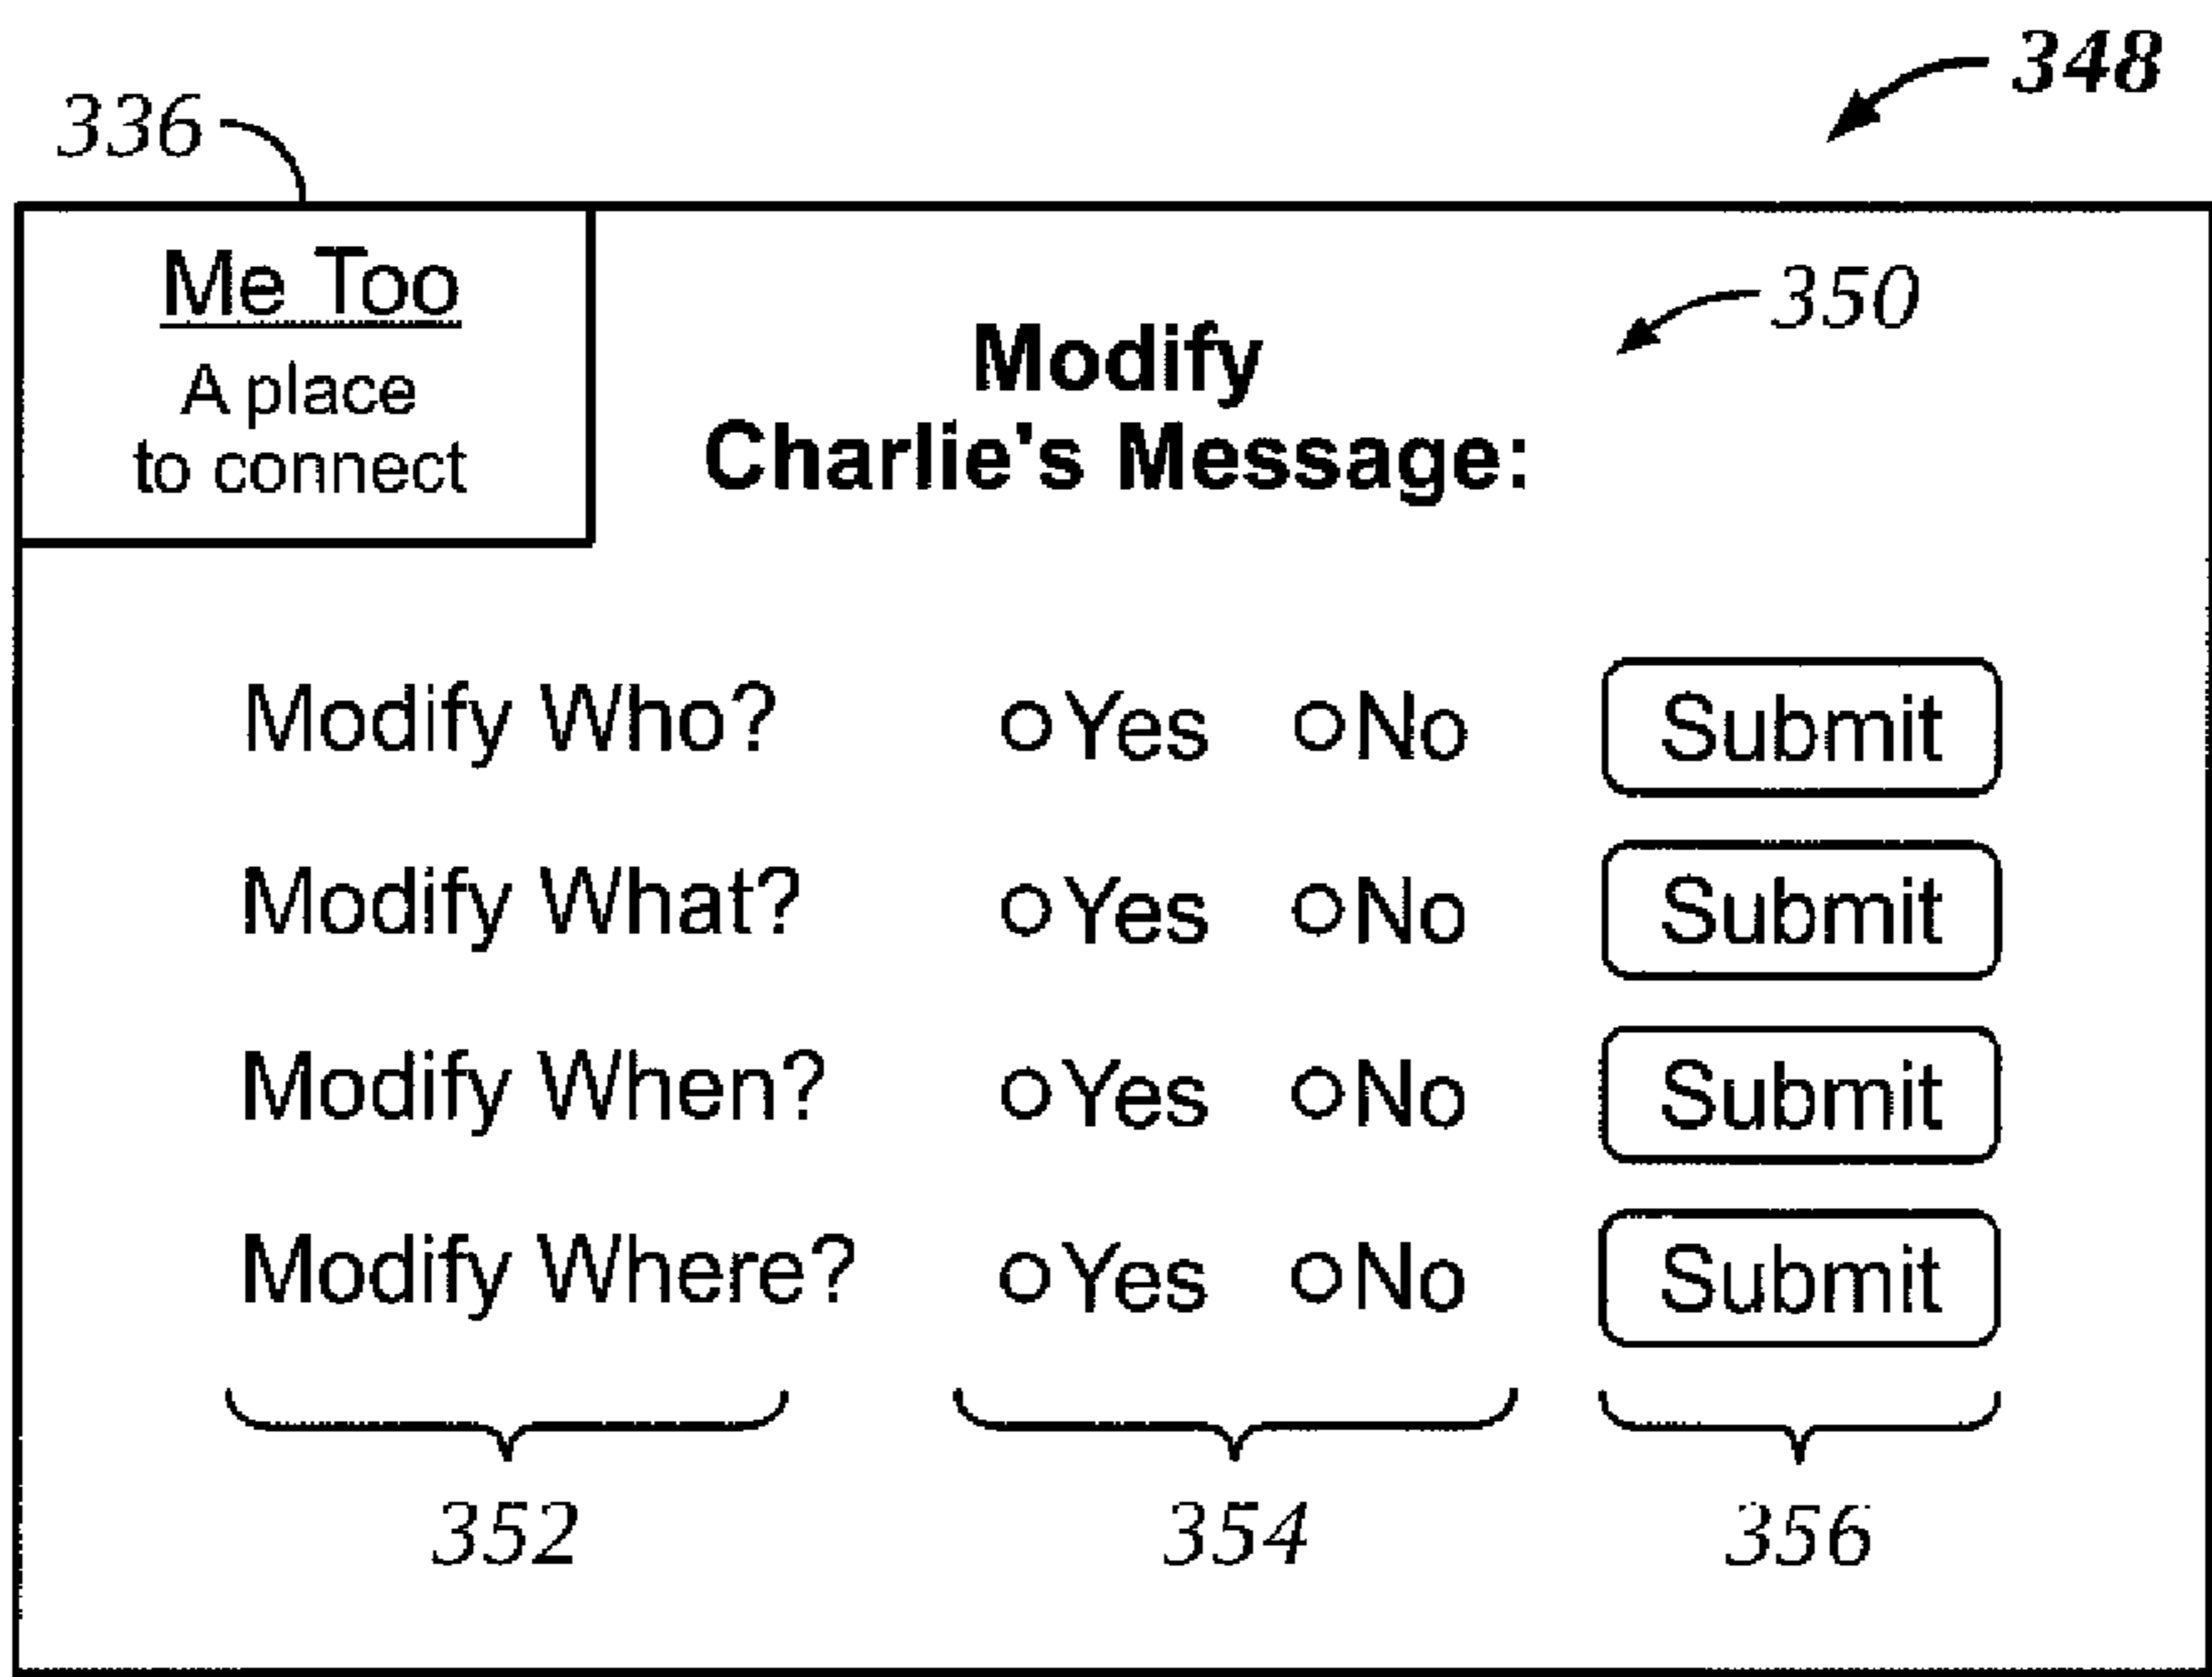 348
336
Me Too
A place
to connect
350
Modify
Charlie's Message:
Modify Who? Yes No Submit
Modify What? Yes No Submit
Modify When? Yes No Submit
Modify Where? Yes No Submit
352 354 356